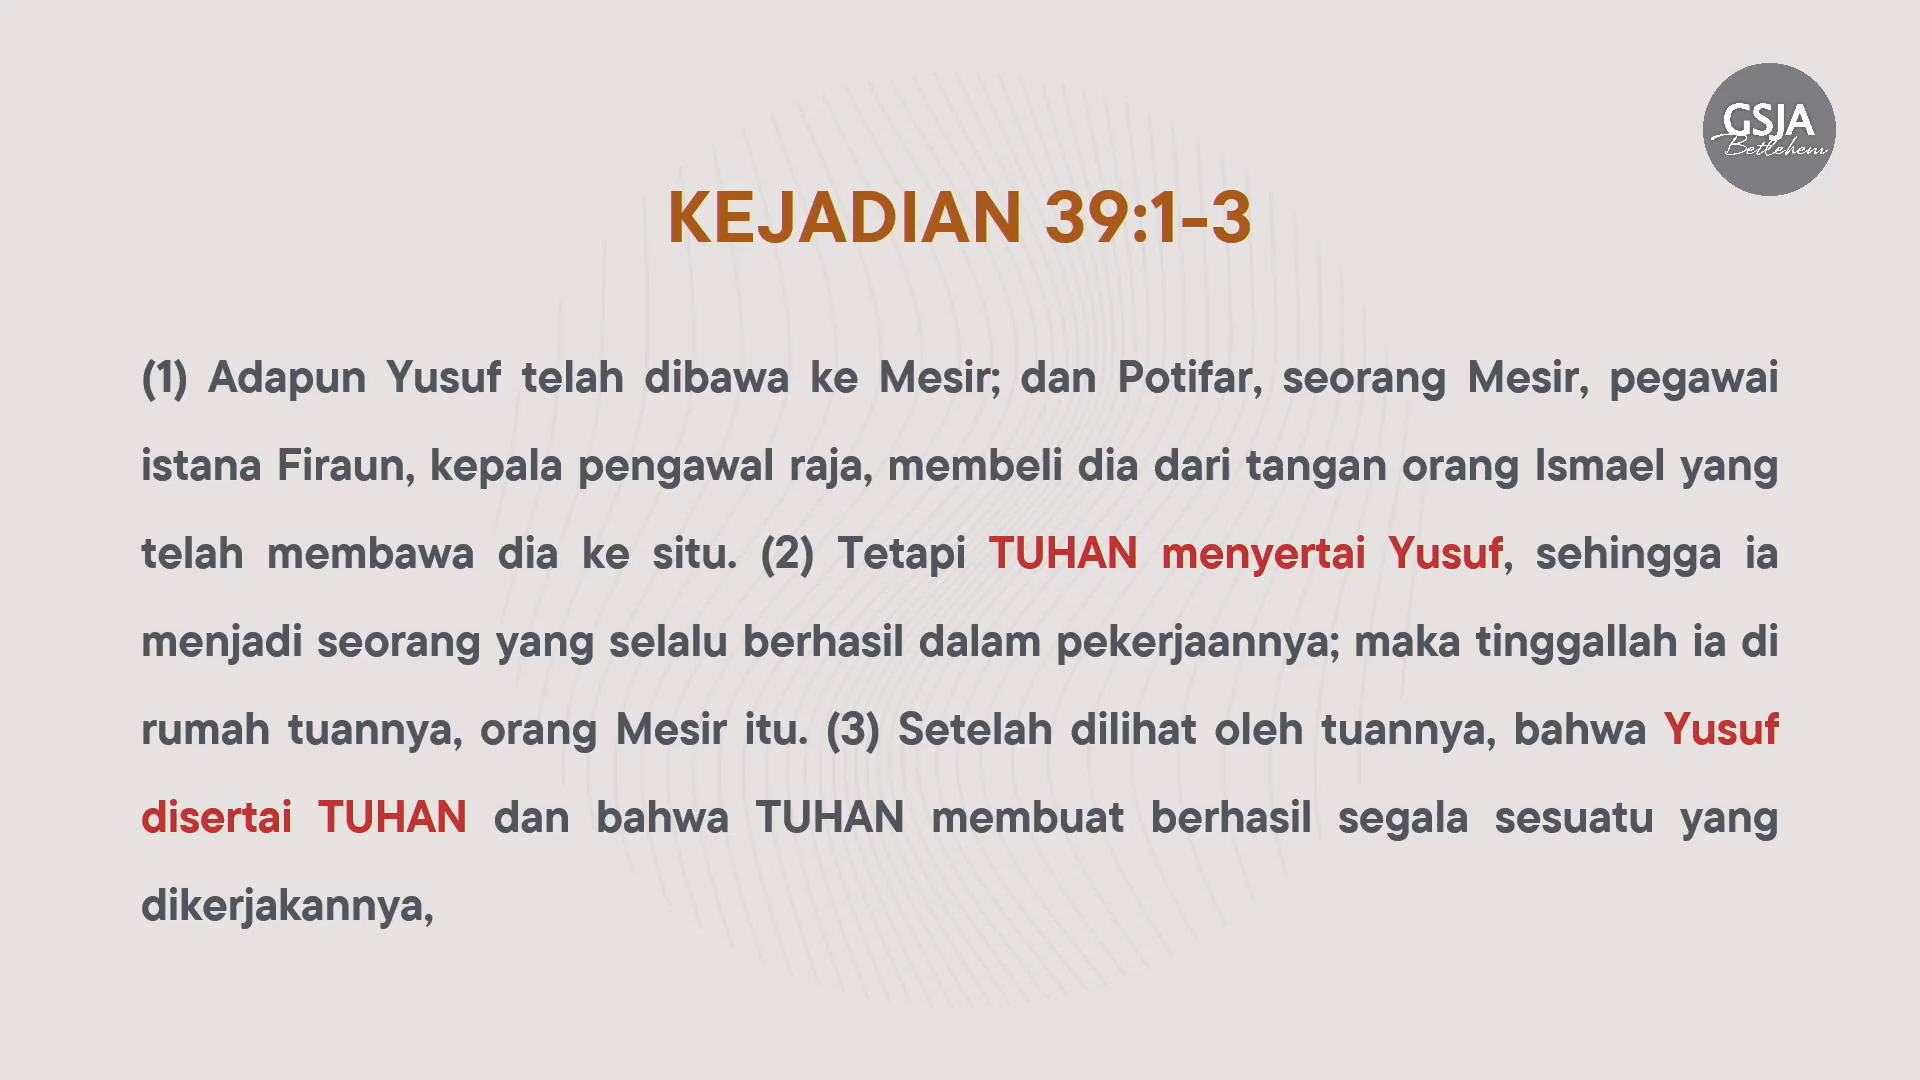 GSJA
Betlehem
KEJADIAN 39:1-3
(1) Adapun Yusuf telah dibawa ke Mesir; dan Potifar, seorang Mesir, pegawai
istana Firaun, kepala pengawal raja, membeli dia dari tangan orang Ismael yang
telah membawa dia ke situ. (2) Tetapi TUHAN menyertai Yusuf, sehingga ia
menjadi seorang yang selalu berhasil dalam pekerjaannya; maka tinggallah ia di
rumah tuannya, orang Mesir itu. (3) Setelah dilihat oleh tuannya, bahwa Yusuf
disertai TUHAN dan bahwa TUHAN membuat berhasil segala sesuatu yang
dikerjakannya,